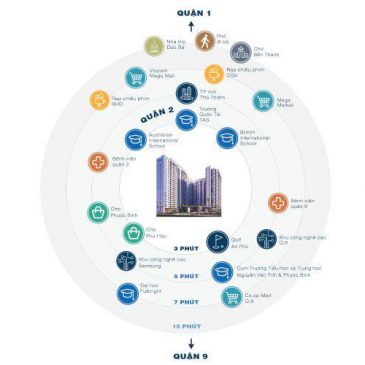 QUẬN 1
Nhà thờ
Đức Bà
Phố
đi bộ
Chợ
Bến Thành
Vincom
Mega Mall
Rạp chiếu phim
CGV
Rạp chiếu phim
BHD
TP mới
Thủ Thiêm
Mega
Market
QUẬN 2
Trường
Quốc Tế
TAS
Australian
International
School
British
International
School
Bệnh viện
quận 2
Bệnh viện
quận 9
Chợ
Phước Bình
Chợ
Phú Hữu
3 PHÚT
Golf
An Phú
Khu công nghệ cao
Q.9
Khu công nghệ cao
Samsung
5 PHÚT
Cụm Trường Tiểu học và Trung học
Nguyễn Văn Trỗi & Phước Bình
Đại học
Fulbright
7 PHÚT
Co.op Mart
Q.9
15 PHÚT
QUẬN 9